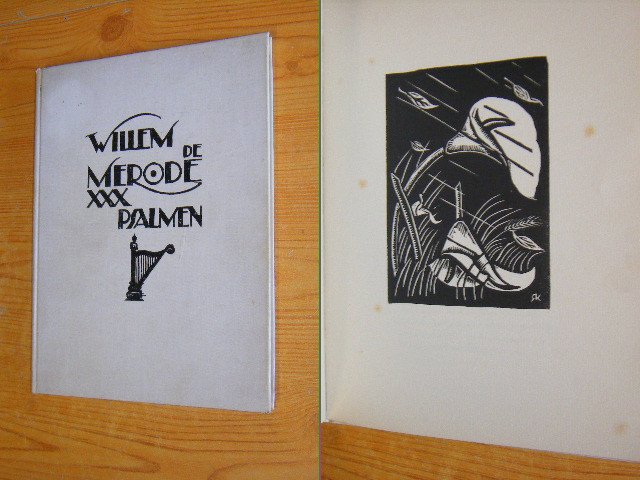 WILLEM
DE
MERODE
XXX
PSALMEN